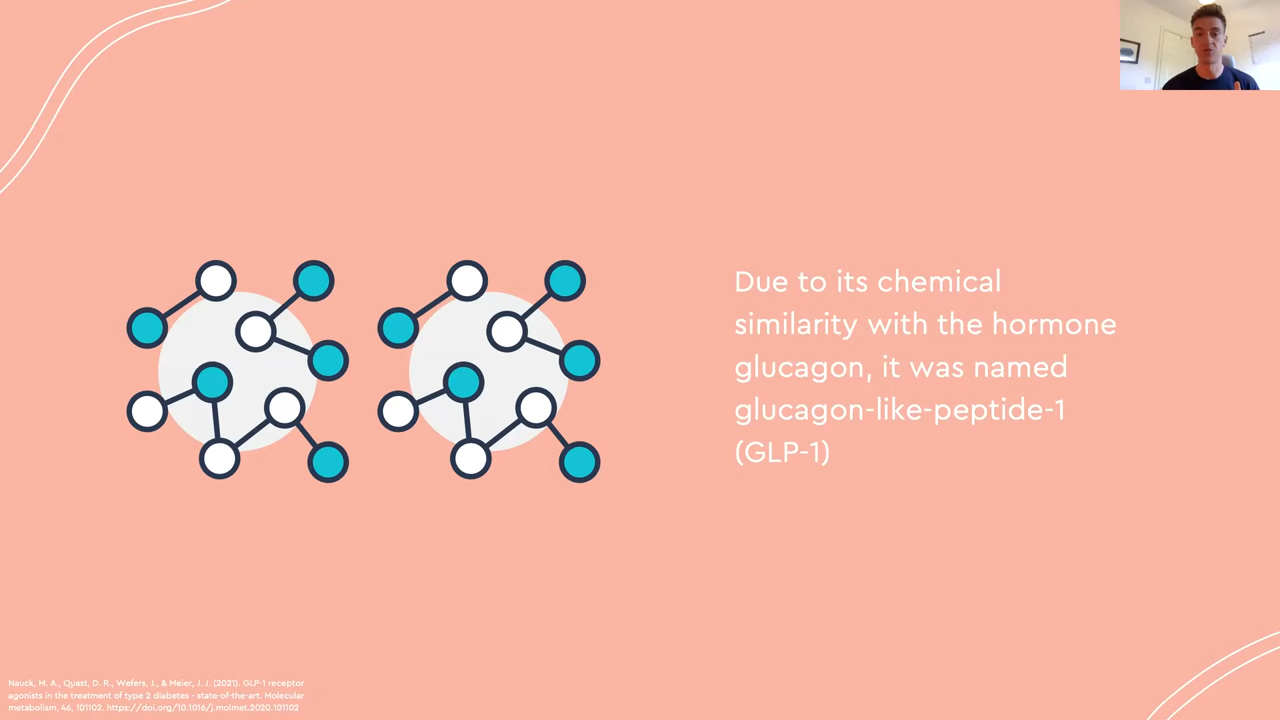 Due to its chemical
similarity with the hormone
glucagon, it was named
glucagon-like-peptide-1
(GLP-1)
Nauck, M. A., Quast, D. R., Wefers, J., & Meier, J. J. (2021). GLP-1 receptor
agonists in the treatment of type 2 diabetes - state-of-the-art. Molecular
metabolism, 46, 101102. https://doi.org/10.1016/j.molmet.2020.101102